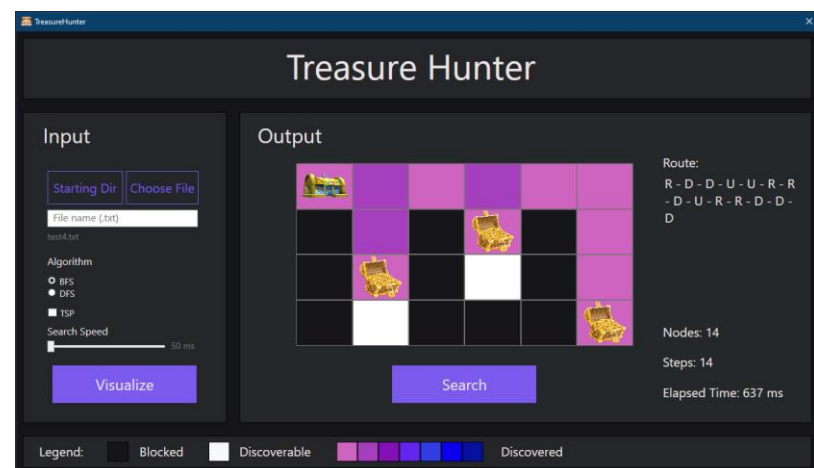 TreasureHunter
Treasure Hunter
Input
Starting Dir
Choose File
File name (.txt)
test4.txt
Algorithm
BFS
DFS
TSP
Search Speed
50 ms
Visualize
Output
Search
Route:
R - D - D - U - U - R - R
- D - U - R - R - D - D -
D
Nodes: 14
Steps: 14
Elapsed Time: 637 ms
Legend:
Blocked
Discoverable
Discovered